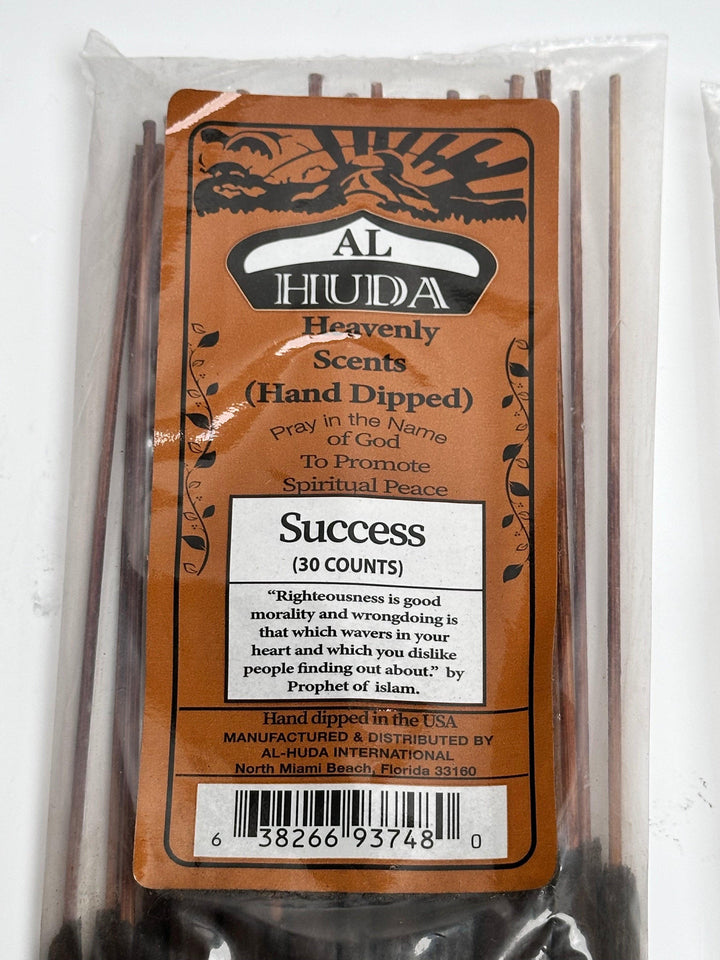 AL
HUDA
Heavenly
Scents
(Hand Dipped)
Pray in the Name
of God
To Promote
Spiritual Peace
Success
(30 COUNTS)
“Righteousness is good
morality and wrongdoing is
that which wavers in your
heart and which you dislike
people finding out about.” by
Prophet of islam.
Hand dipped in the USA
MANUFACTURED & DISTRIBUTED BY
AL-HUDA INTERNATIONAL
North Miami Beach, Florida 33160
6 38266 93748 0